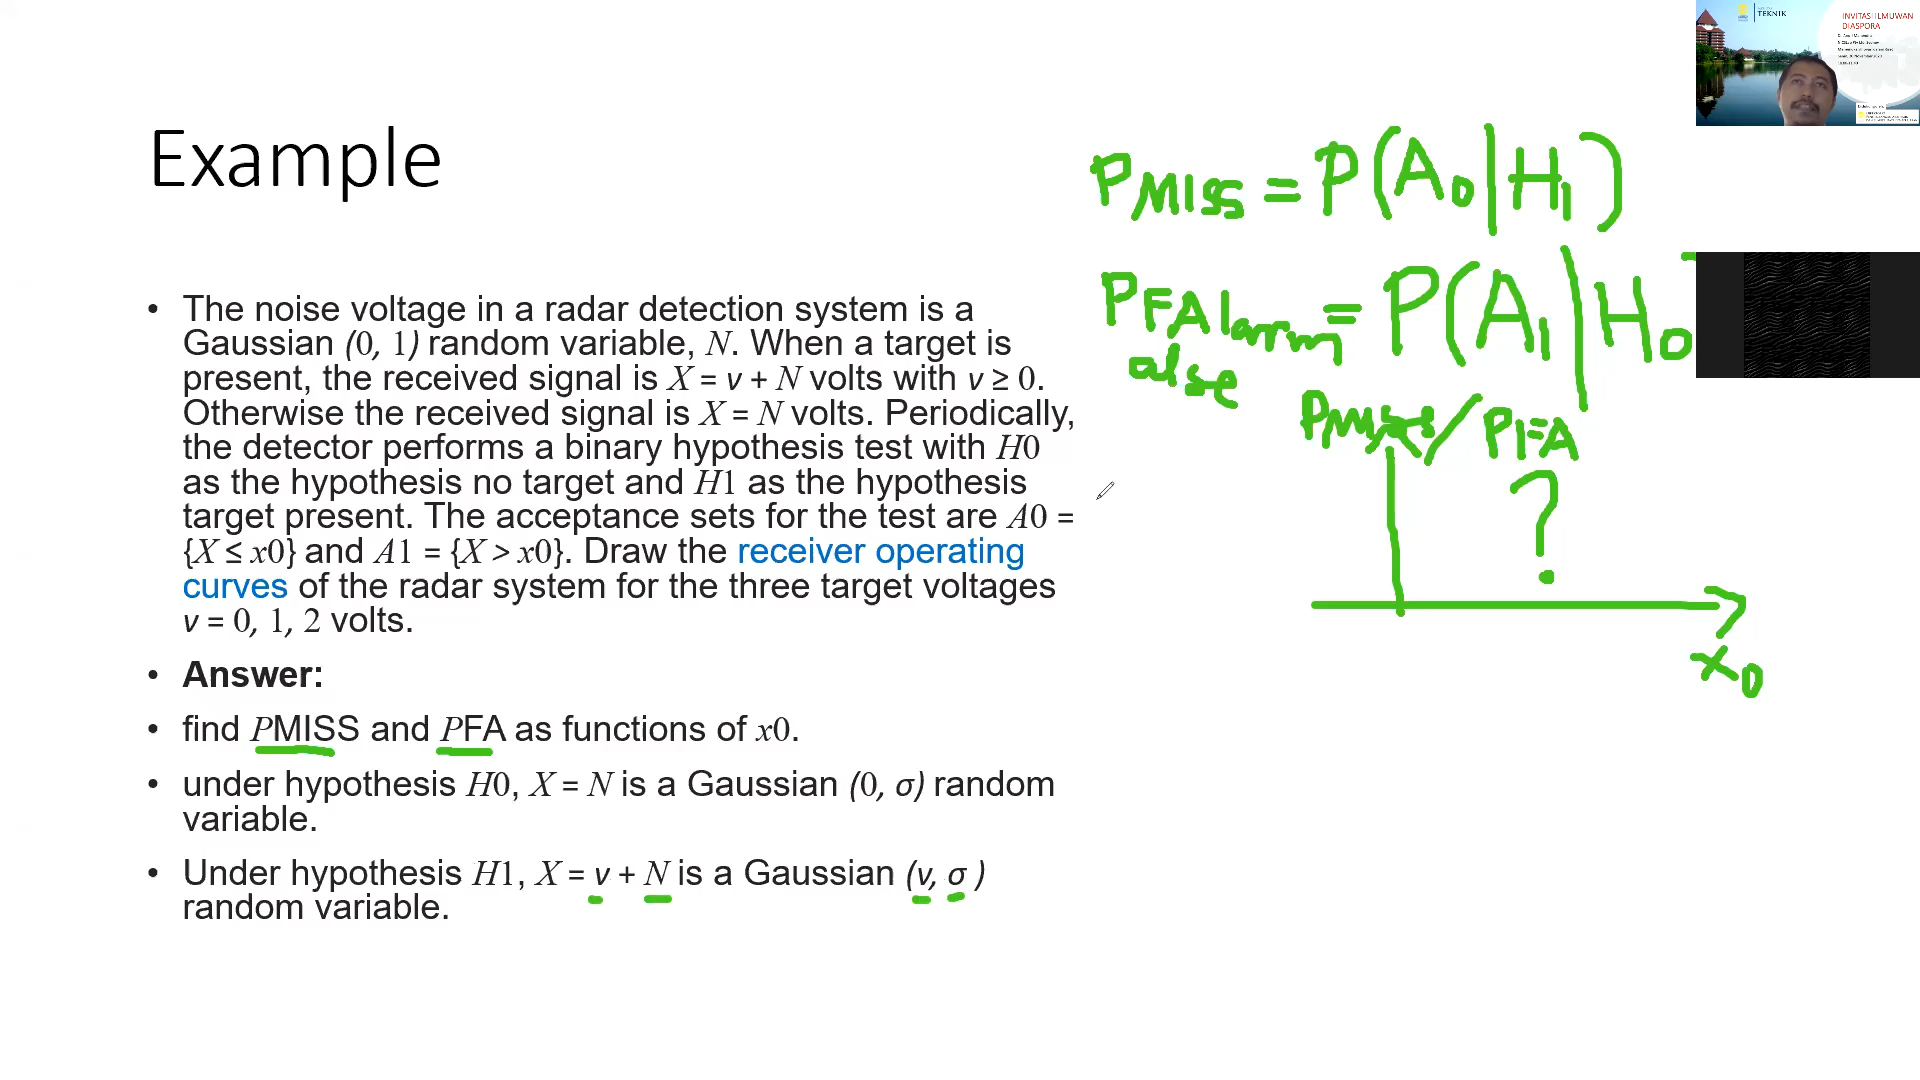 TEKNIK
INVITASI ILMUWAN
DIASPORA
Example
PMISS = P(A0|H1)
PFAlarm = P(A1|H0
alse
PMiss / PFA
?
x0
• The noise voltage in a radar detection system is a
Gaussian (0, 1) random variable, N. When a target is
present, the received signal is X = v + N volts with v ≥ 0.
Otherwise the received signal is X = N volts. Periodically,
the detector performs a binary hypothesis test with H0
as the hypothesis no target and H1 as the hypothesis
target present. The acceptance sets for the test are A0 =
{X ≤ x0} and A1 = {X > x0}. Draw the receiver operating
curves of the radar system for the three target voltages
v = 0, 1, 2 volts.
• Answer:
• find PMISS and PFA as functions of x0.
• under hypothesis H0, X = N is a Gaussian (0, σ) random
variable.
• Under hypothesis H1, X = v + N is a Gaussian (v, σ )
random variable.